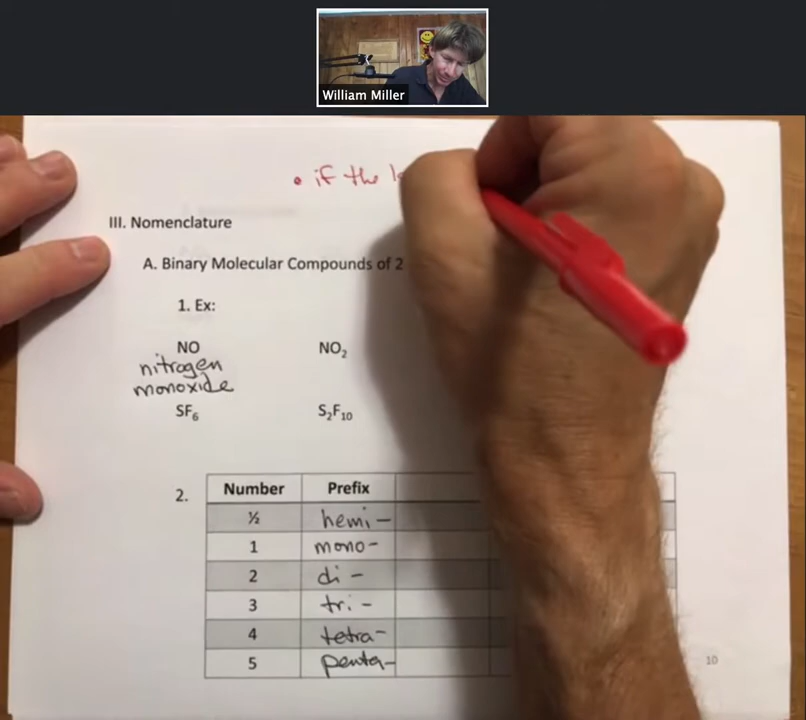 William Miller
• if the
III. Nomenclature
A. Binary Molecular Compounds of 2
1. Ex:
NO
NO₂
nitrogen
monoxide
SF₆
S₂F₁₀
2.
Number Prefix
½ hemi-
1 mono-
2 di-
3 tri-
4 tetra-
5 penta-
10